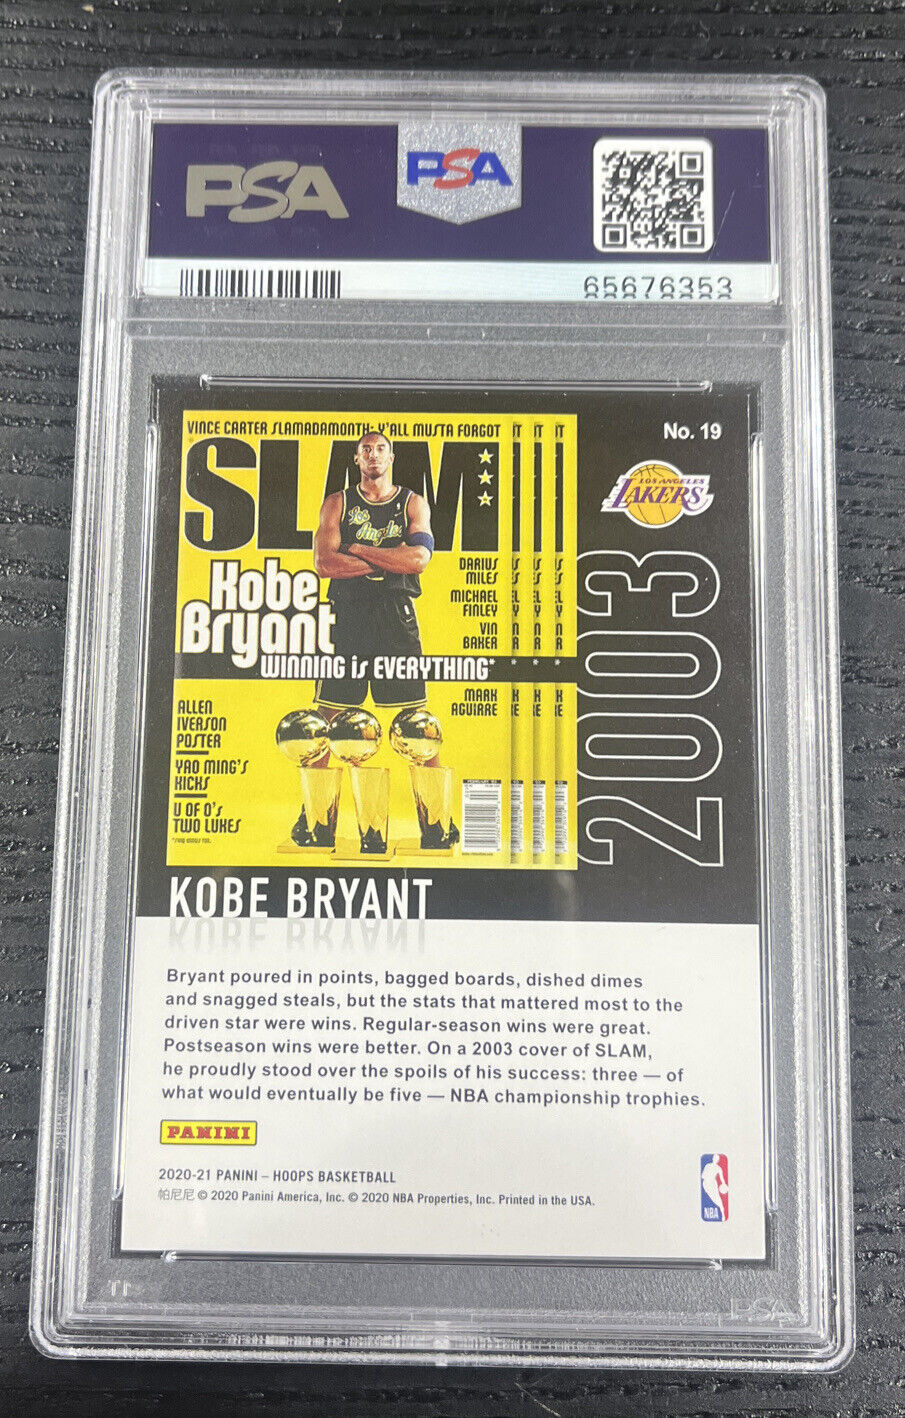 PSA
PSA
65676353
VINCE CARTER SLAMADAMONTH: Y'ALL MUSTA FORGOT
SLAM
Los
Angeles
Kobe
Bryant
WINNING iS EVERYTHING*
DARIUS
MILES
MICHAEL
FINLEY
VIN
BAKER
MARK
AGUIRRE
ALLEN
IVERSON
POSTER
YAO MING'S
KICKS
U OF O'S
TWO LUKES
No. 19
LOS ANGELES
LAKERS
2003
KOBE BRYANT
Bryant poured in points, bagged boards, dished dimes
and snagged steals, but the stats that mattered most to the
driven star were wins. Regular-season wins were great.
Postseason wins were better. On a 2003 cover of SLAM,
he proudly stood over the spoils of his success: three — of
what would eventually be five — NBA championship trophies.
PANINI
2020-21 PANINI – HOOPS BASKETBALL
帕尼尼 © 2020 Panini America, Inc. © 2020 NBA Properties, Inc. Printed in the USA.
NBA
PSA